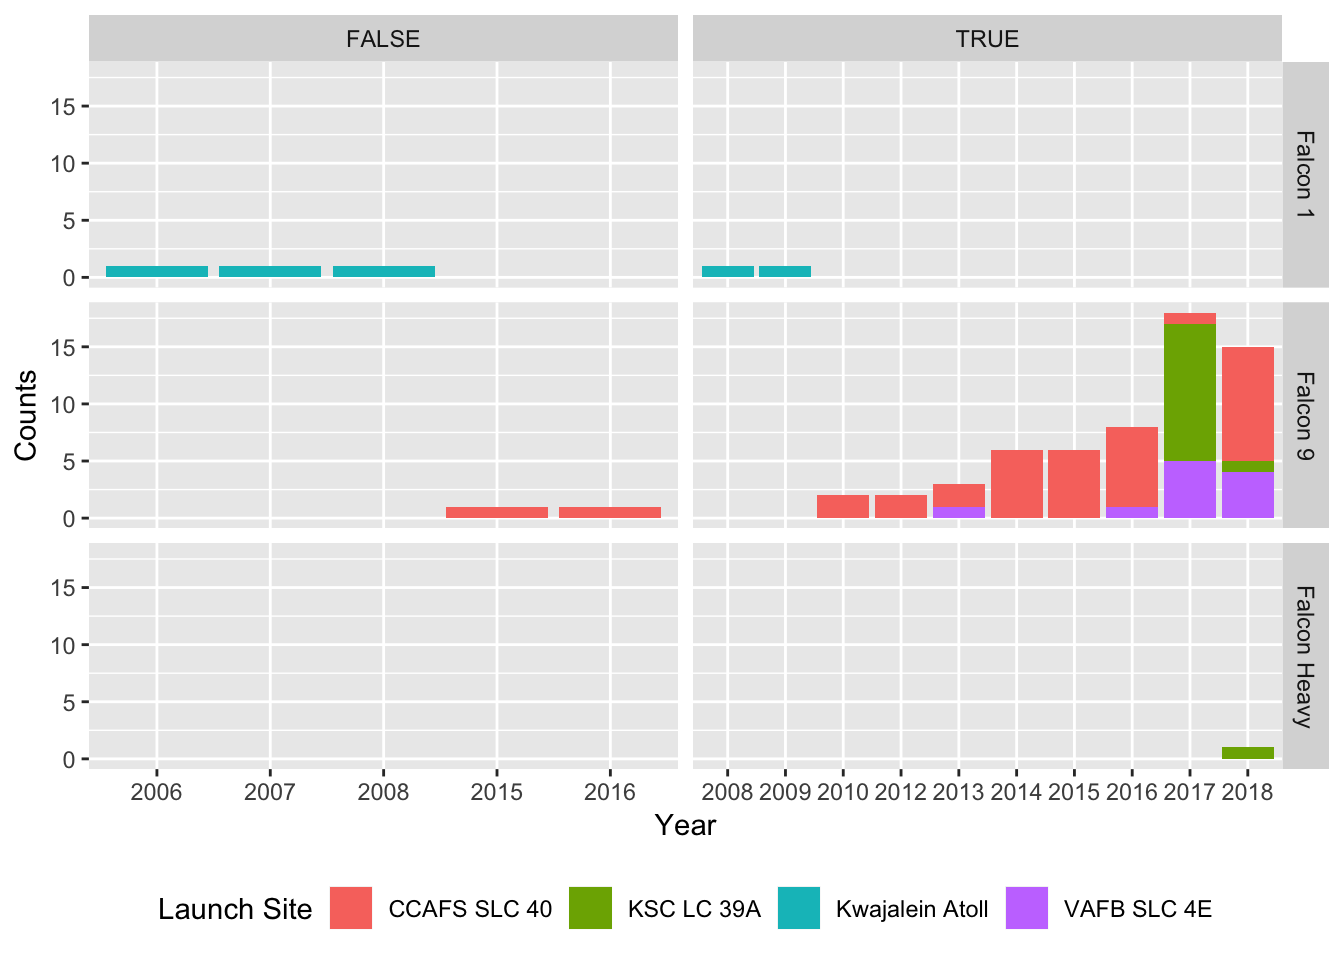 FALSE
TRUE
15
10
5
0
Falcon 1
15
10
5
0
Falcon 9
15
10
5
0
Falcon Heavy
Counts
2006 2007 2008 2015 2016
2008 2009 2010 2012 2013 2014 2015 2016 2017 2018
Year
Launch Site CCAFS SLC 40 KSC LC 39A Kwajalein Atoll VAFB SLC 4E